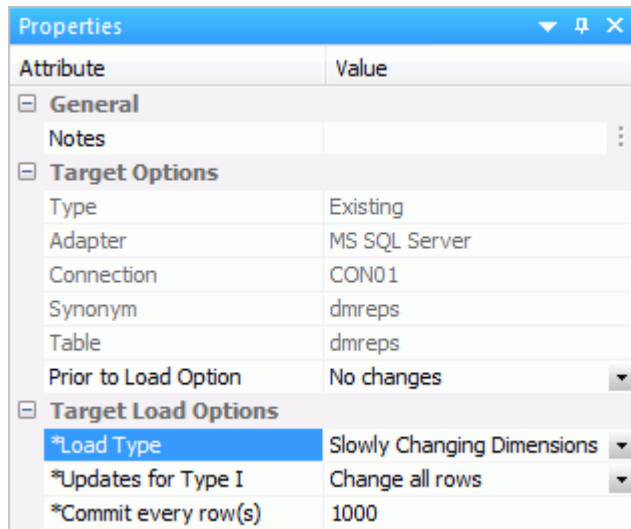 Properties
Attribute Value
General
Notes
Target Options
Type Existing
Adapter MS SQL Server
Connection CON01
Synonym dmreps
Table dmreps
Prior to Load Option No changes
Target Load Options
*Load Type Slowly Changing Dimensions
*Updates for Type I Change all rows
*Commit every row(s) 1000